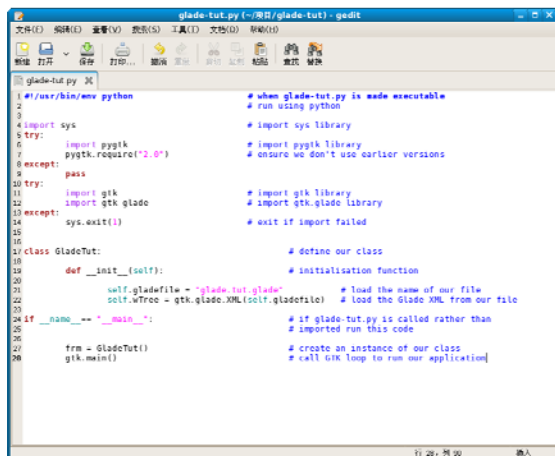 glade-tut.py (~/项目/glade-tut) - gedit
文件(F) 编辑(E) 查看(V) 搜索(S) 工具(T) 文档(D) 帮助(H)
新建 打开 保存 打印... 撤消 重做 剪切 复制 粘贴 查找 替换
glade-tut.py
1 #!/usr/bin/env python # when glade-tut.py is made executable
2 # run using python
3
4 import sys # import sys library
5 try:
6 import pygtk # import pygtk library
7 pygtk.require("2.0") # ensure we don't use earlier versions
8 except:
9 pass
10 try:
11 import gtk # import gtk library
12 import gtk glade # import gtk.glade library
13 except:
14 sys.exit(1) # exit if import failed
15
16
17 class GladeTut: # define our class
18
19 def __init__(self): # initialisation function
20
21 self.gladefile = "glade.tut.glade" # load the name of our file
22 self.wTree = gtk.glade.XML(self.gladefile) # load the Glade XML from our file
23
24 if __name__== "__main__": # if glade-tut.py is called rather than
25 # imported run this code
26
27 frm = GladeTut() # create an instance of our class
28 gtk.main() # call GTK loop to run our application
行 28, 列 90 插入